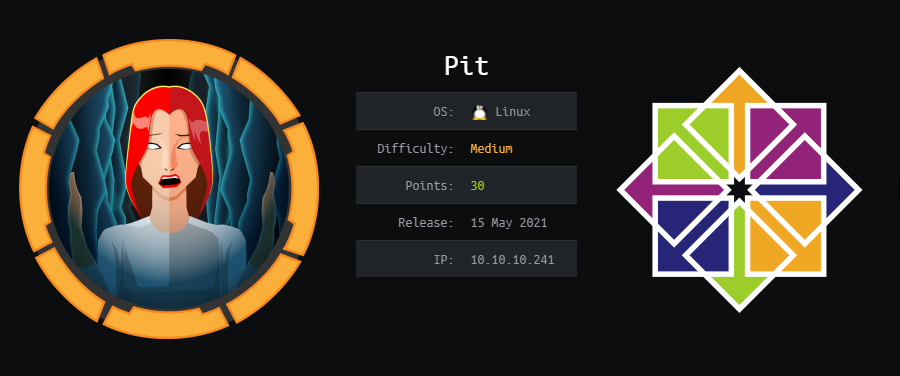 Pit
OS: Linux
Difficulty: Medium
Points: 30
Release: 15 May 2021
IP: 10.10.10.241